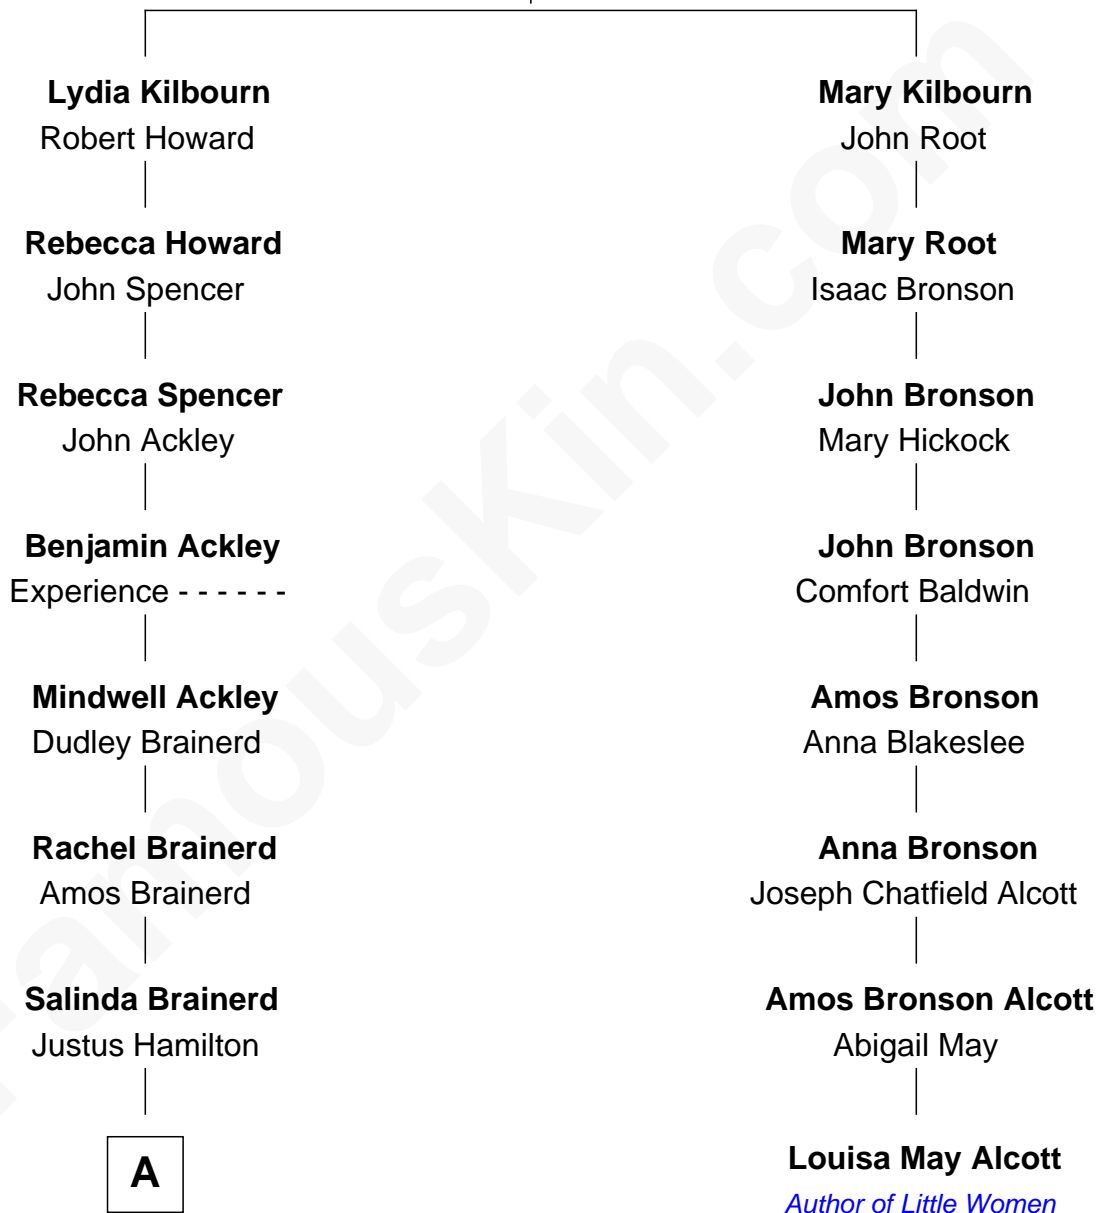 Lydia Kilbourn
Robert Howard
Rebecca Howard
John Spencer
Rebecca Spencer
John Ackley
Benjamin Ackley
Experience - - - - - -
Mindwell Ackley
Dudley Brainerd
Rachel Brainerd
Amos Brainerd
Salinda Brainerd
Justus Hamilton
A
Mary Kilbourn
John Root
Mary Root
Isaac Bronson
John Bronson
Mary Hickock
John Bronson
Comfort Baldwin
Amos Bronson
Anna Blakeslee
Anna Bronson
Joseph Chatfield Alcott
Amos Bronson Alcott
Abigail May
Louisa May Alcott
Author of Little Women
FamousKin.com